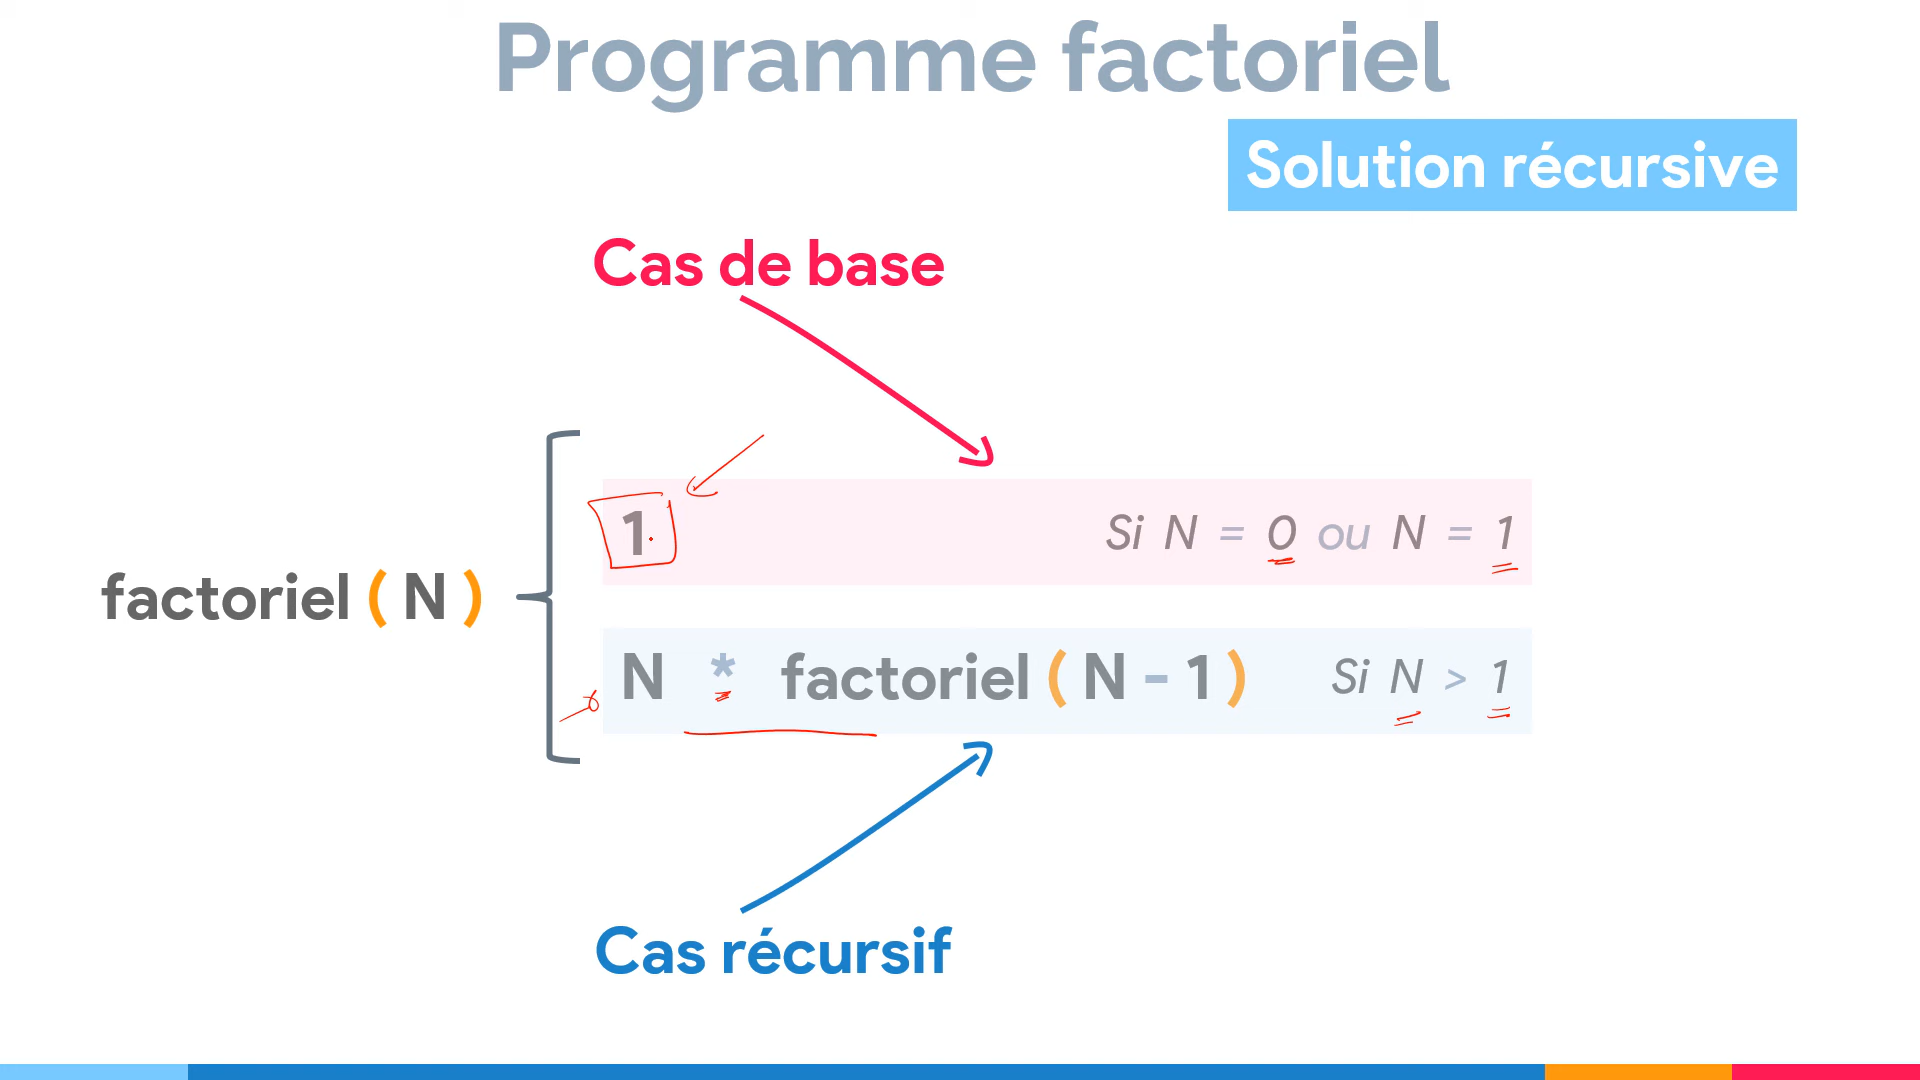 Programme factoriel
Solution récursive
Cas de base
1 Si N = 0 ou N = 1
factoriel ( N )
N * factoriel ( N - 1 ) Si N > 1
Cas récursif